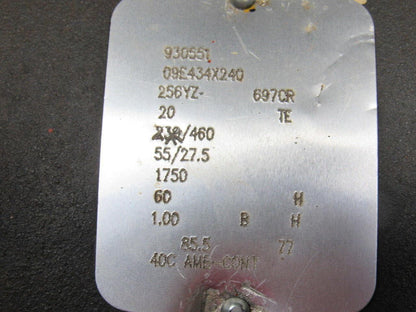 930551
09E434X240
256YZ- 697CR
20 TE
230/460
55/27.5
1750
60 H
1.00 B H
85.5 77
40C AMB-CONT